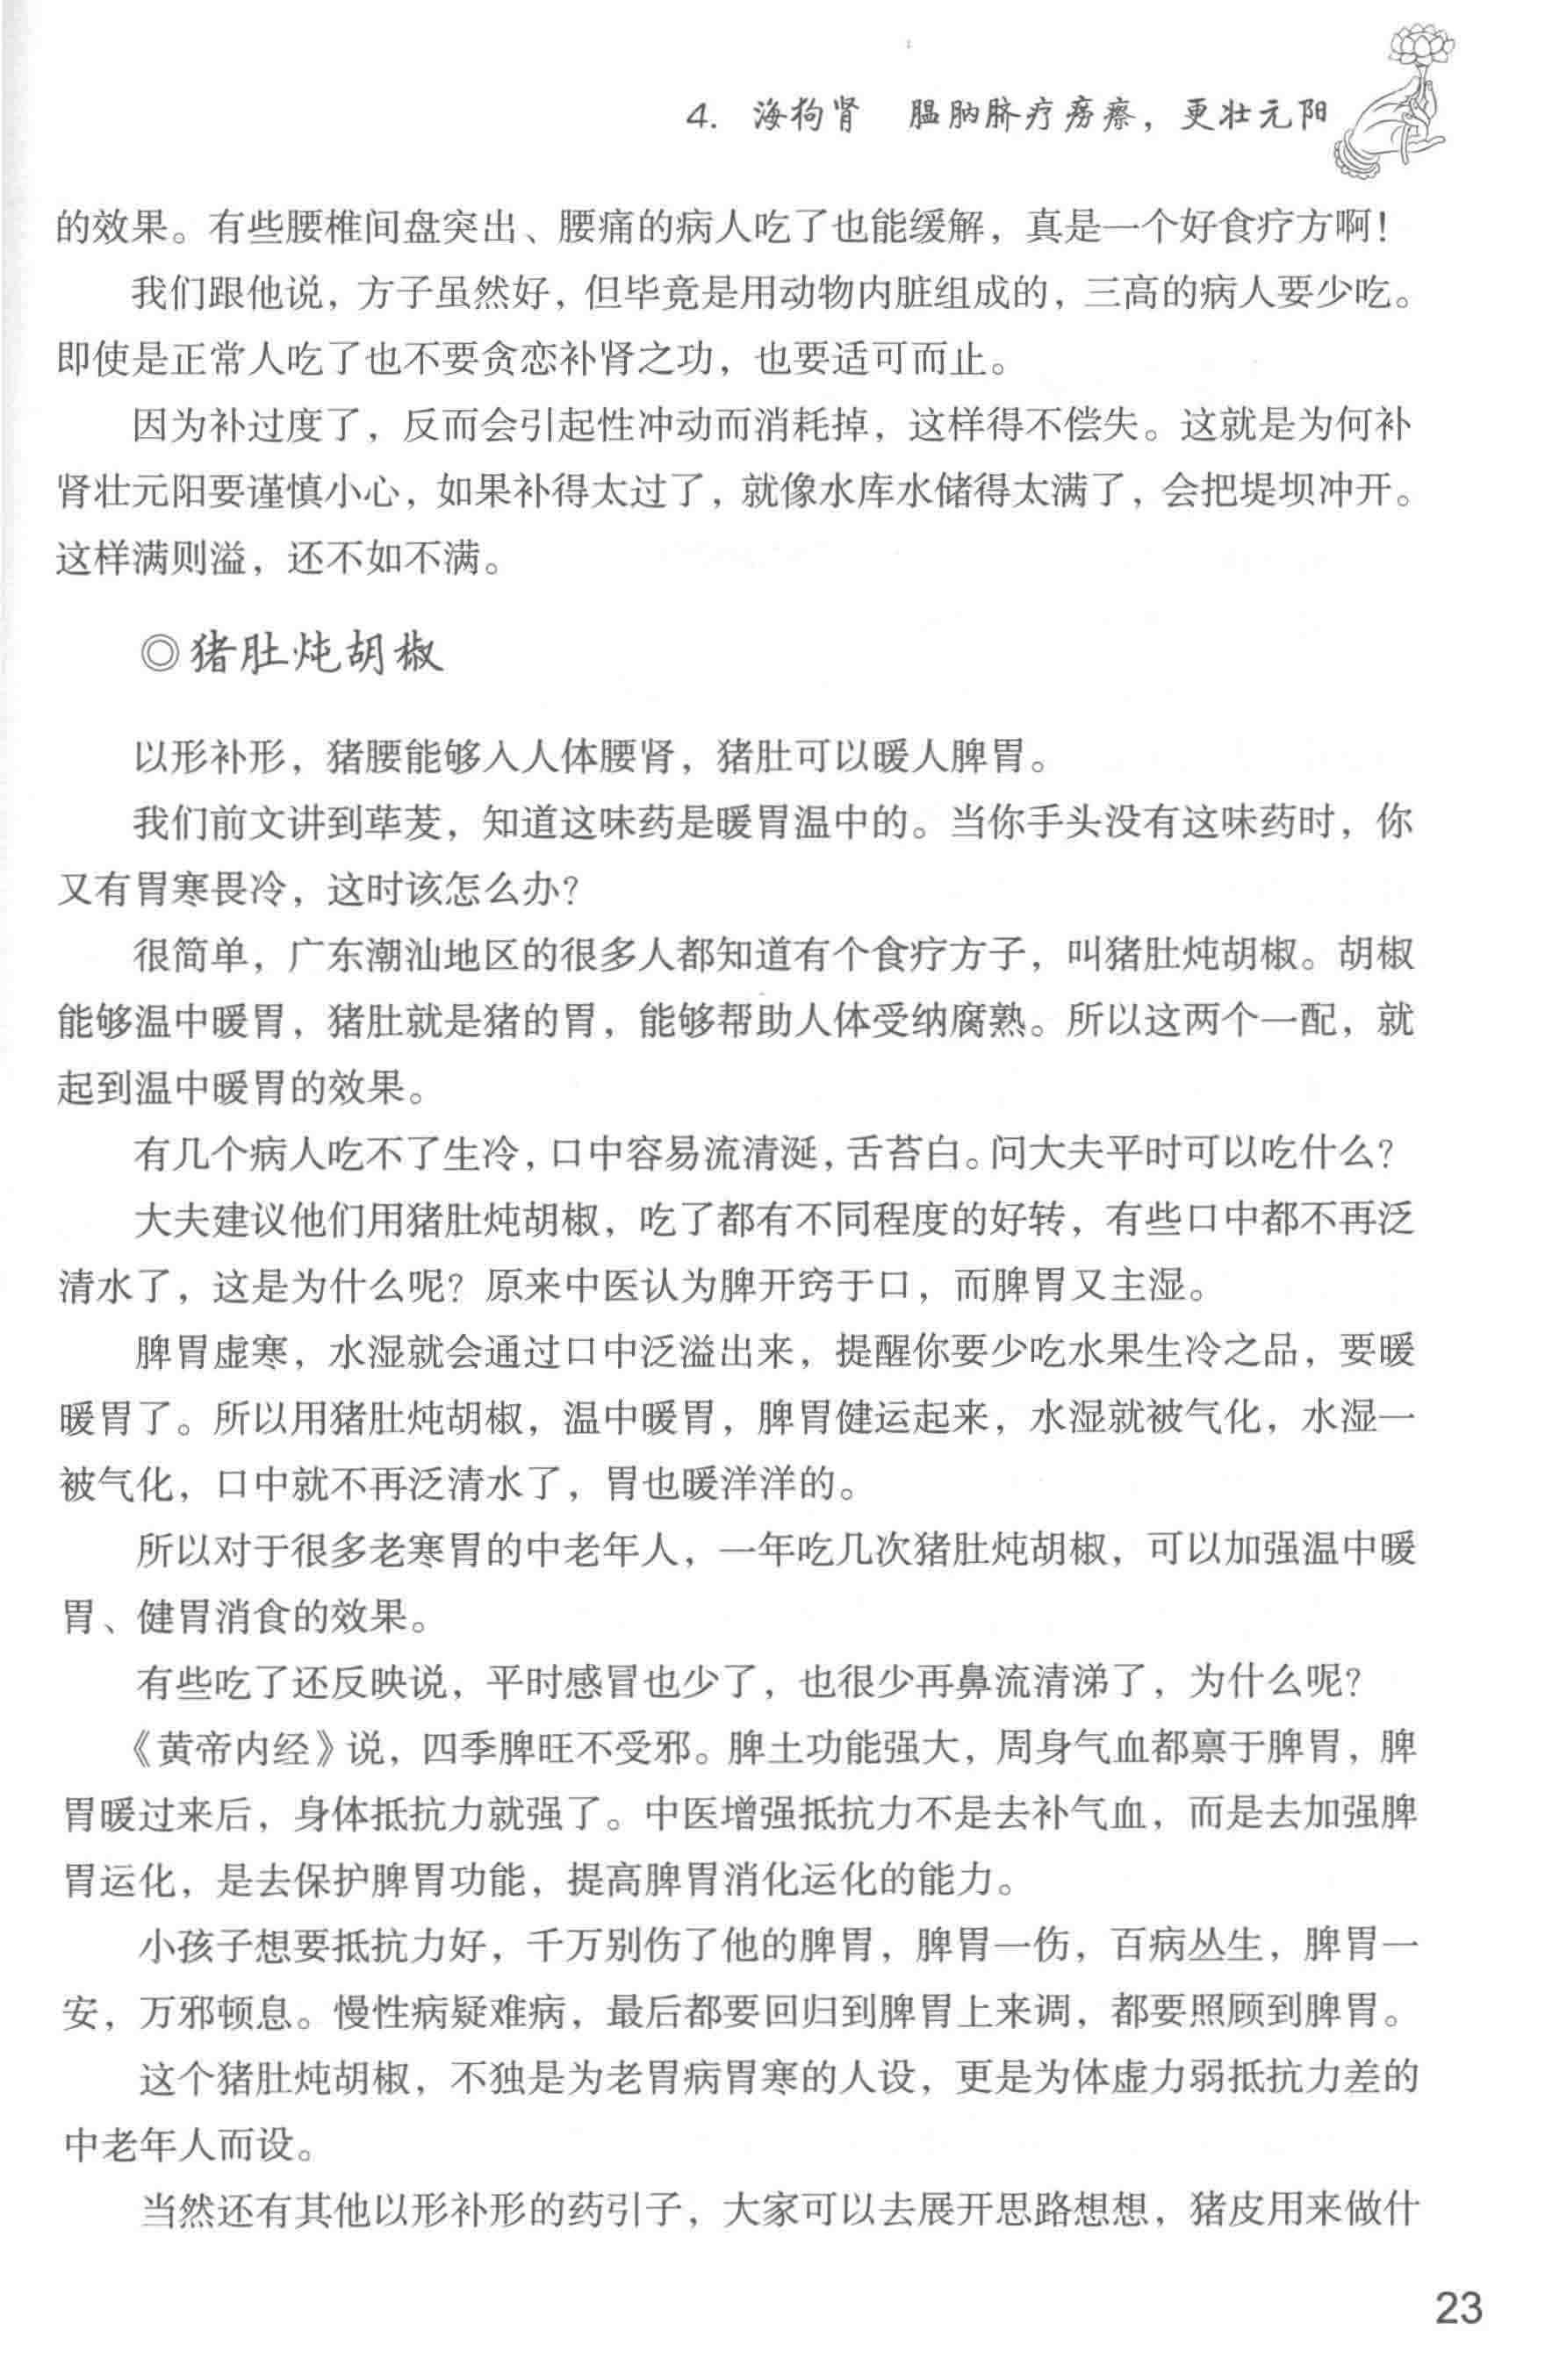 4. 海狗肾 腽肭脐疗痨瘵，更壮元阳
的效果。有些腰椎间盘突出、腰痛的病人吃了也能缓解，真是一个好食疗方啊！
我们跟他说，方子虽然好，但毕竟是用动物内脏组成的，三高的病人要少吃。
即使是正常人吃了也不要贪恋补肾之功，也要适可而止。
因为补过度了，反而会引起性冲动而消耗掉，这样得不偿失。这就是为何补
肾壮元阳要谨慎小心，如果补得太过了，就像水库水储得太满了，会把堤坝冲开。
这样满则溢，还不如不满。
◎猪肚炖胡椒
以形补形，猪腰能够入人体腰肾，猪肚可以暖人脾胃。
我们前文讲到荜茇，知道这味药是暖胃温中的。当你手头没有这味药时，你
又有胃寒畏冷，这时该怎么办？
很简单，广东潮汕地区的很多人都知道有个食疗方子，叫猪肚炖胡椒。胡椒
能够温中暖胃，猪肚就是猪的胃，能够帮助人体受纳腐熟。所以这两个一配，就
起到温中暖胃的效果。
有几个病人吃不了生冷，口中容易流清涎，舌苔白。问大夫平时可以吃什么？
大夫建议他们用猪肚炖胡椒，吃了都有不同程度的好转，有些口中都不再泛
清水了，这是为什么呢？原来中医认为脾开窍于口，而脾胃又主湿。
脾胃虚寒，水湿就会通过口中泛溢出来，提醒你要少吃水果生冷之品，要暖
暖胃了。所以用猪肚炖胡椒，温中暖胃，脾胃健运起来，水湿就被气化，水湿一
被气化，口中就不再泛清水了，胃也暖洋洋的。
所以对于很多老寒胃的中老年人，一年吃几次猪肚炖胡椒，可以加强温中暖
胃、健胃消食的效果。
有些吃了还反映说，平时感冒也少了，也很少再鼻流清涕了，为什么呢？
《黄帝内经》说，四季脾旺不受邪。脾土功能强大，周身气血都禀于脾胃，脾
胃暖过来后，身体抵抗力就强了。中医增强抵抗力不是去补气血，而是去加强脾
胃运化，是去保护脾胃功能，提高脾胃消化运化的能力。
小孩子想要抵抗力好，千万别伤了他的脾胃，脾胃一伤，百病丛生，脾胃一
安，万邪顿息。慢性病疑难病，最后都要回归到脾胃上来调，都要照顾到脾胃。
这个猪肚炖胡椒，不独是为老胃病胃寒的人设，更是为体虚力弱抵抗力差的
中老年人而设。
当然还有其他以形补形的药引子，大家可以去展开思路想想，猪皮用来做什
23